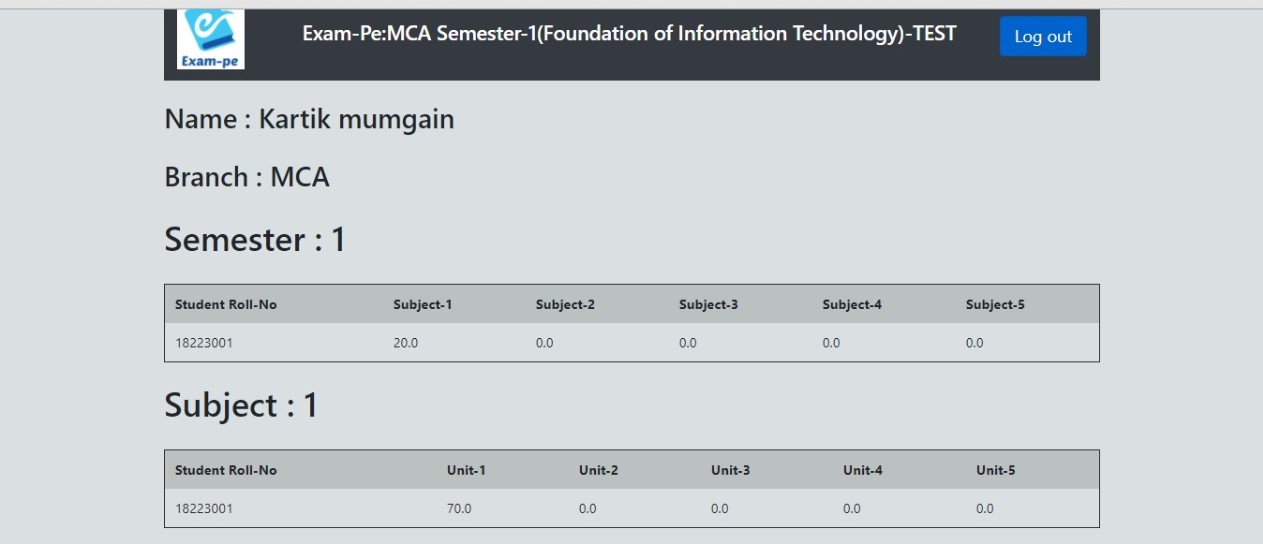 Exam-pe
Exam-Pe:MCA Semester-1(Foundation of Information Technology)-TEST
Log out
Name : Kartik mumgain
Branch : MCA
Semester : 1
Student Roll-No Subject-1 Subject-2 Subject-3 Subject-4 Subject-5
18223001 20.0 0.0 0.0 0.0 0.0
Subject : 1
Student Roll-No Unit-1 Unit-2 Unit-3 Unit-4 Unit-5
18223001 70.0 0.0 0.0 0.0 0.0